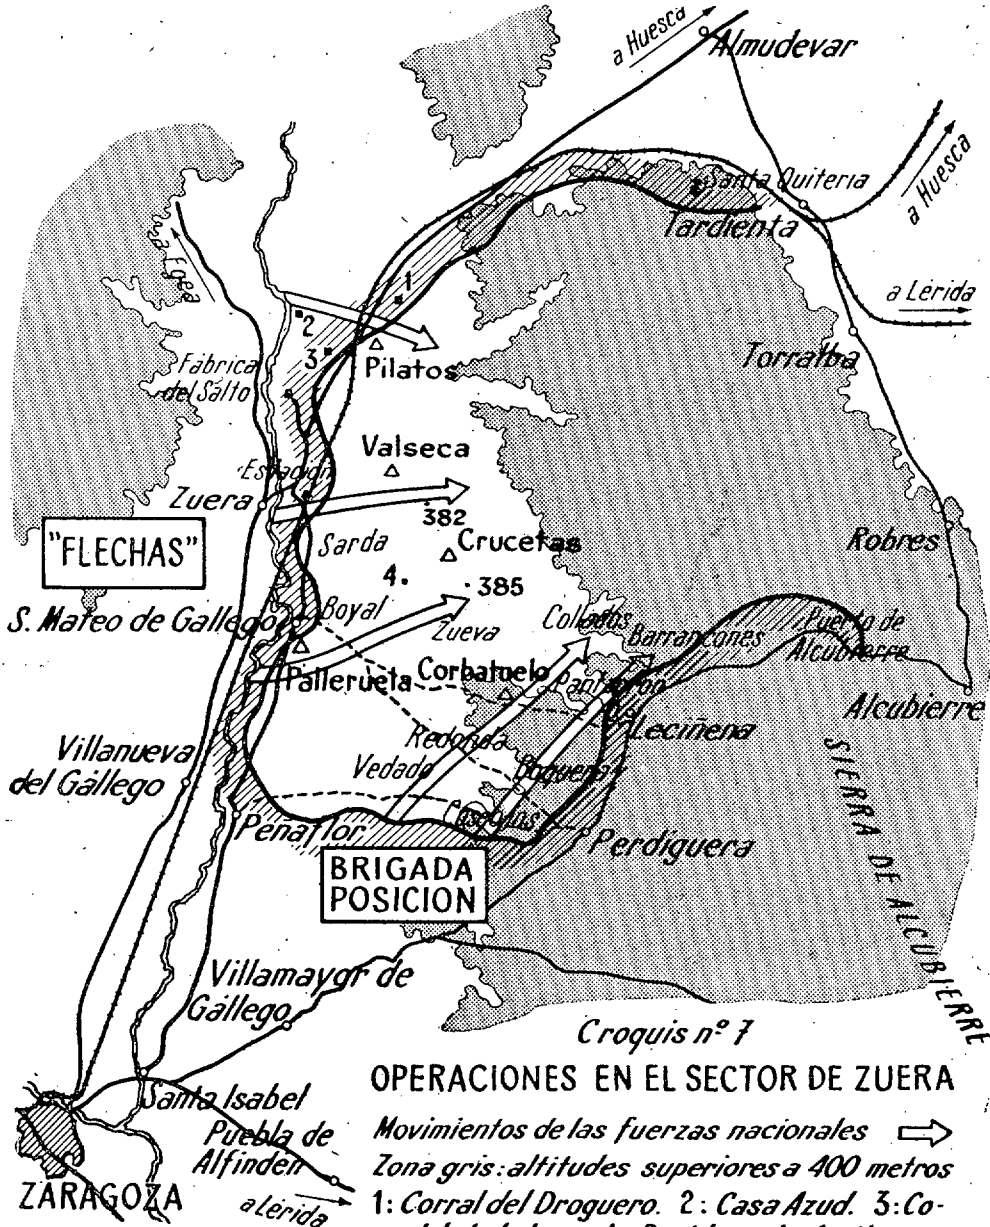 a Huesca
Almudevar
Santa Quiteria
a Huesca
Tardienta
a Egea
a Lérida
1
2
3
Pilatos
Torralba
Fábrica
del Salto
Valseca
Estación
Zuera
382
"FLECHAS"
Sarda
Crucetas
Robres
4.
385
S. Mateo de Gallego
Boyal
Zueva
Collados
Barrancones
Puerto de
Alcubierre
Pallerueta
Corbatuelo
Leciñena
Alcubierre
Redonda
Villanueva
del Gállego
Vedado
SIERRA DE ALCUBIERRE
Peñaflor
Perdiguera
BRIGADA
POSICION
Villamayor de
Gállego
Croquis nº 7
OPERACIONES EN EL SECTOR DE ZUERA
Santa Isabel
Movimientos de las fuerzas nacionales
Puebla de
Alfinden
Zona gris: altitudes superiores a 400 metros
ZARAGOZA
a Lérida
1: Corral del Droguero. 2: Casa Azud. 3: Co-